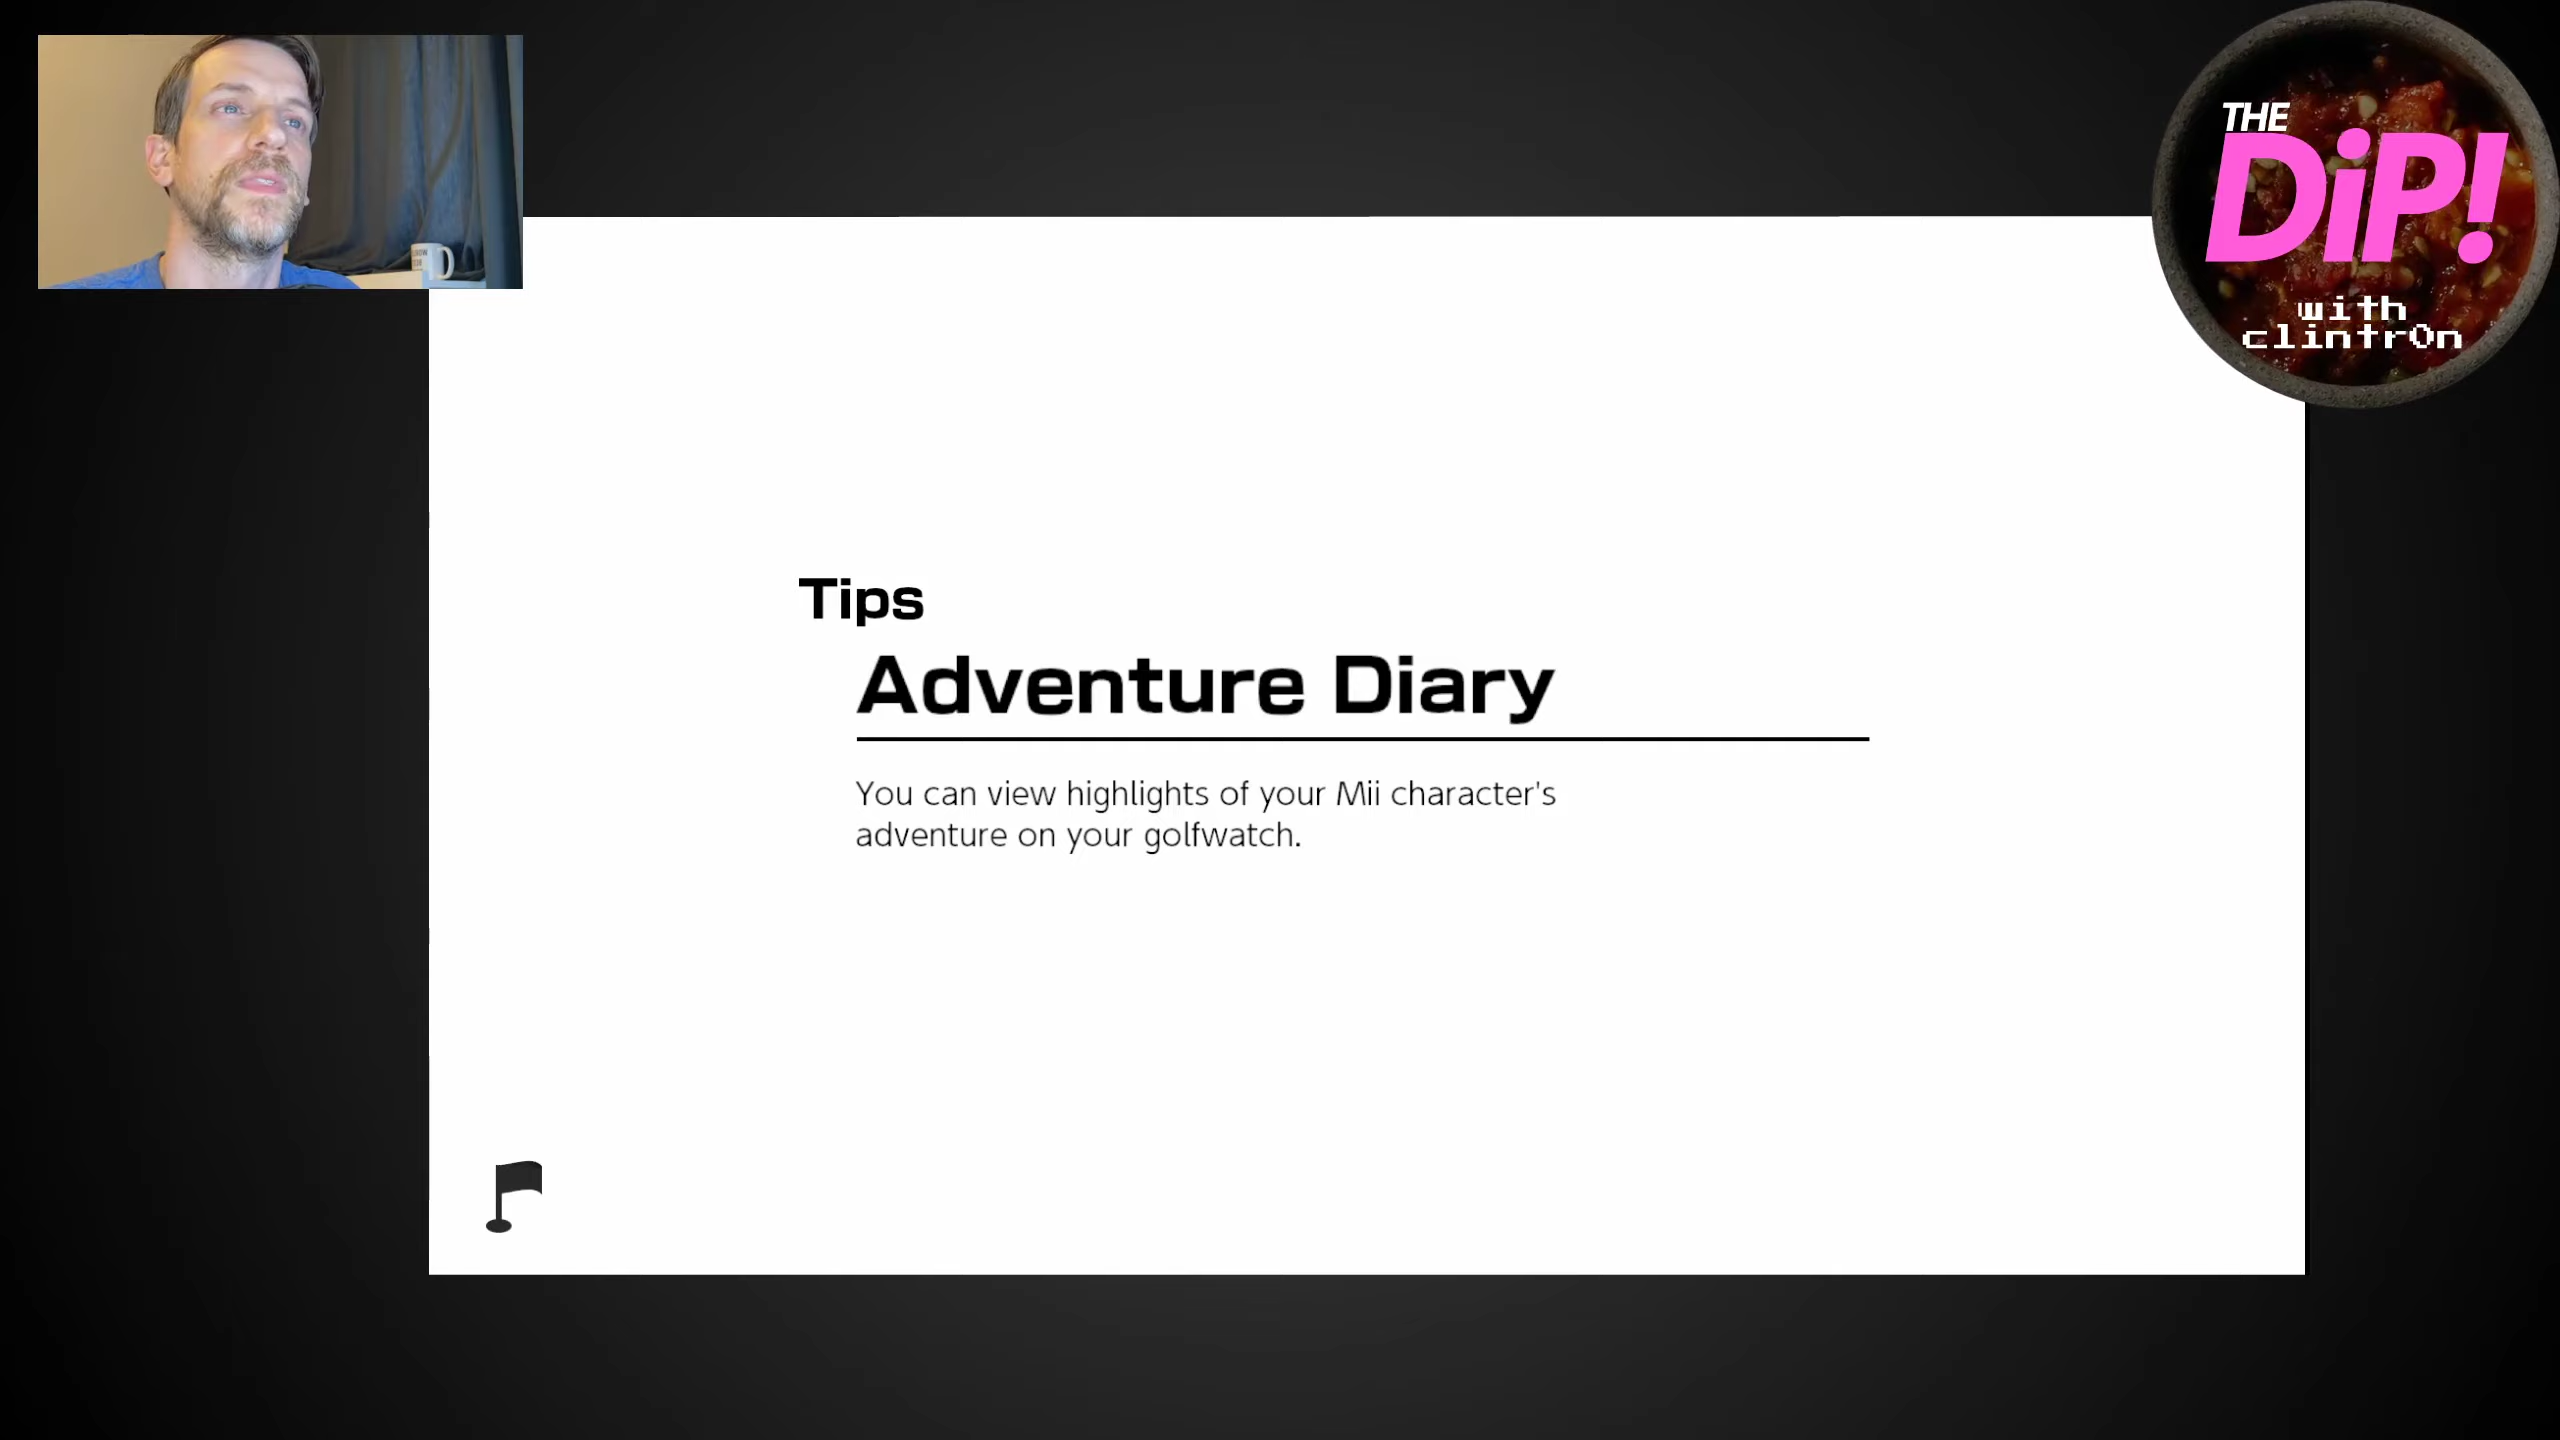 THE
DiP!
with
clintr0n
Tips
Adventure Diary
You can view highlights of your Mii character's
adventure on your golfwatch.